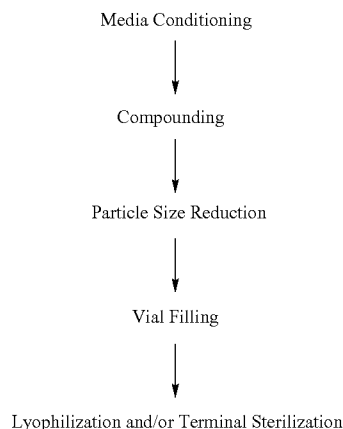 Media Conditioning
Compounding
Particle Size Reduction
Vial Filling
Lyophilization and/or Terminal Sterilization